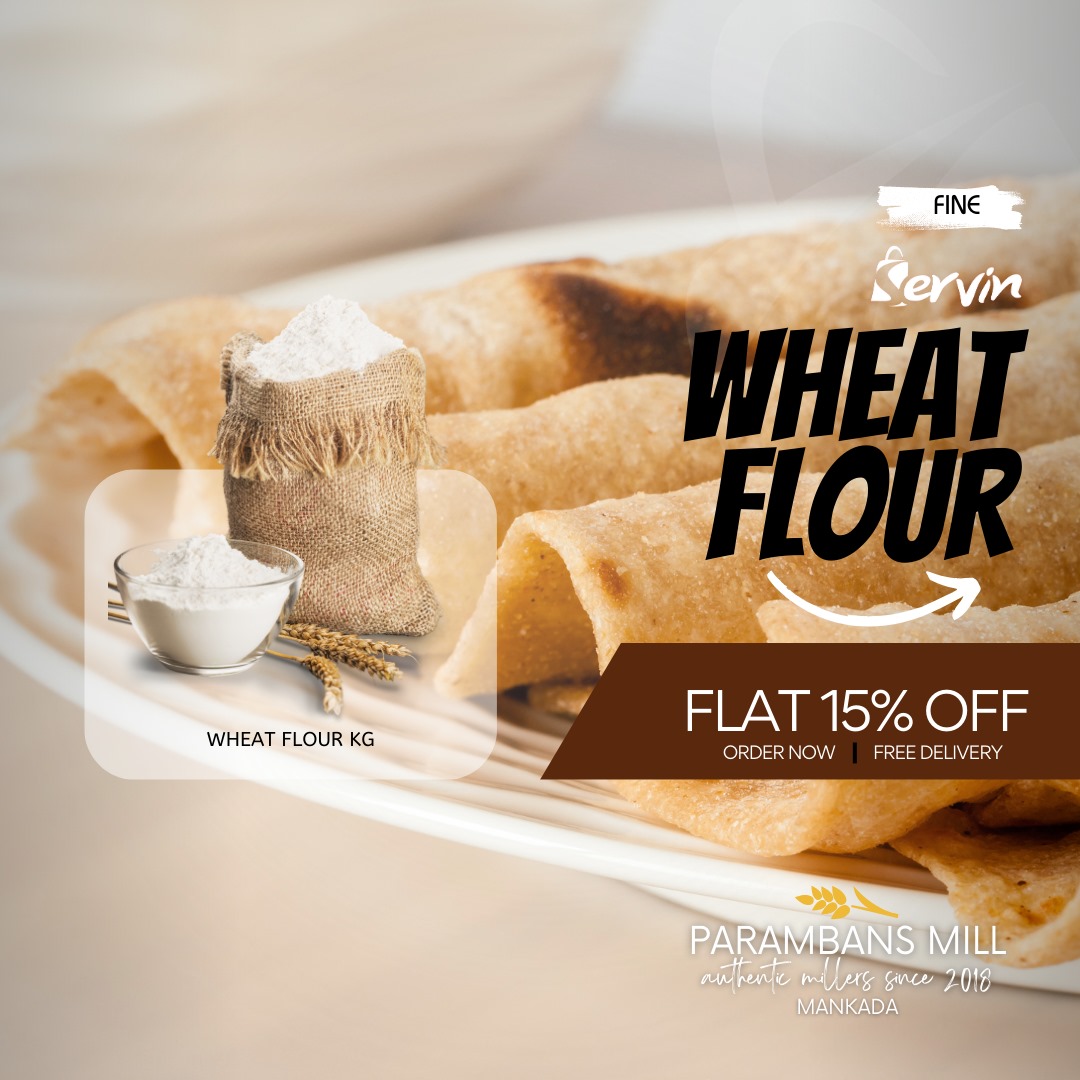 FINE
Servin
WHEAT
FLOUR
FLAT 15% OFF
ORDER NOW | FREE DELIVERY
WHEAT FLOUR KG
PARAMBANS MILL
authentic millers since 2018
MANKADA